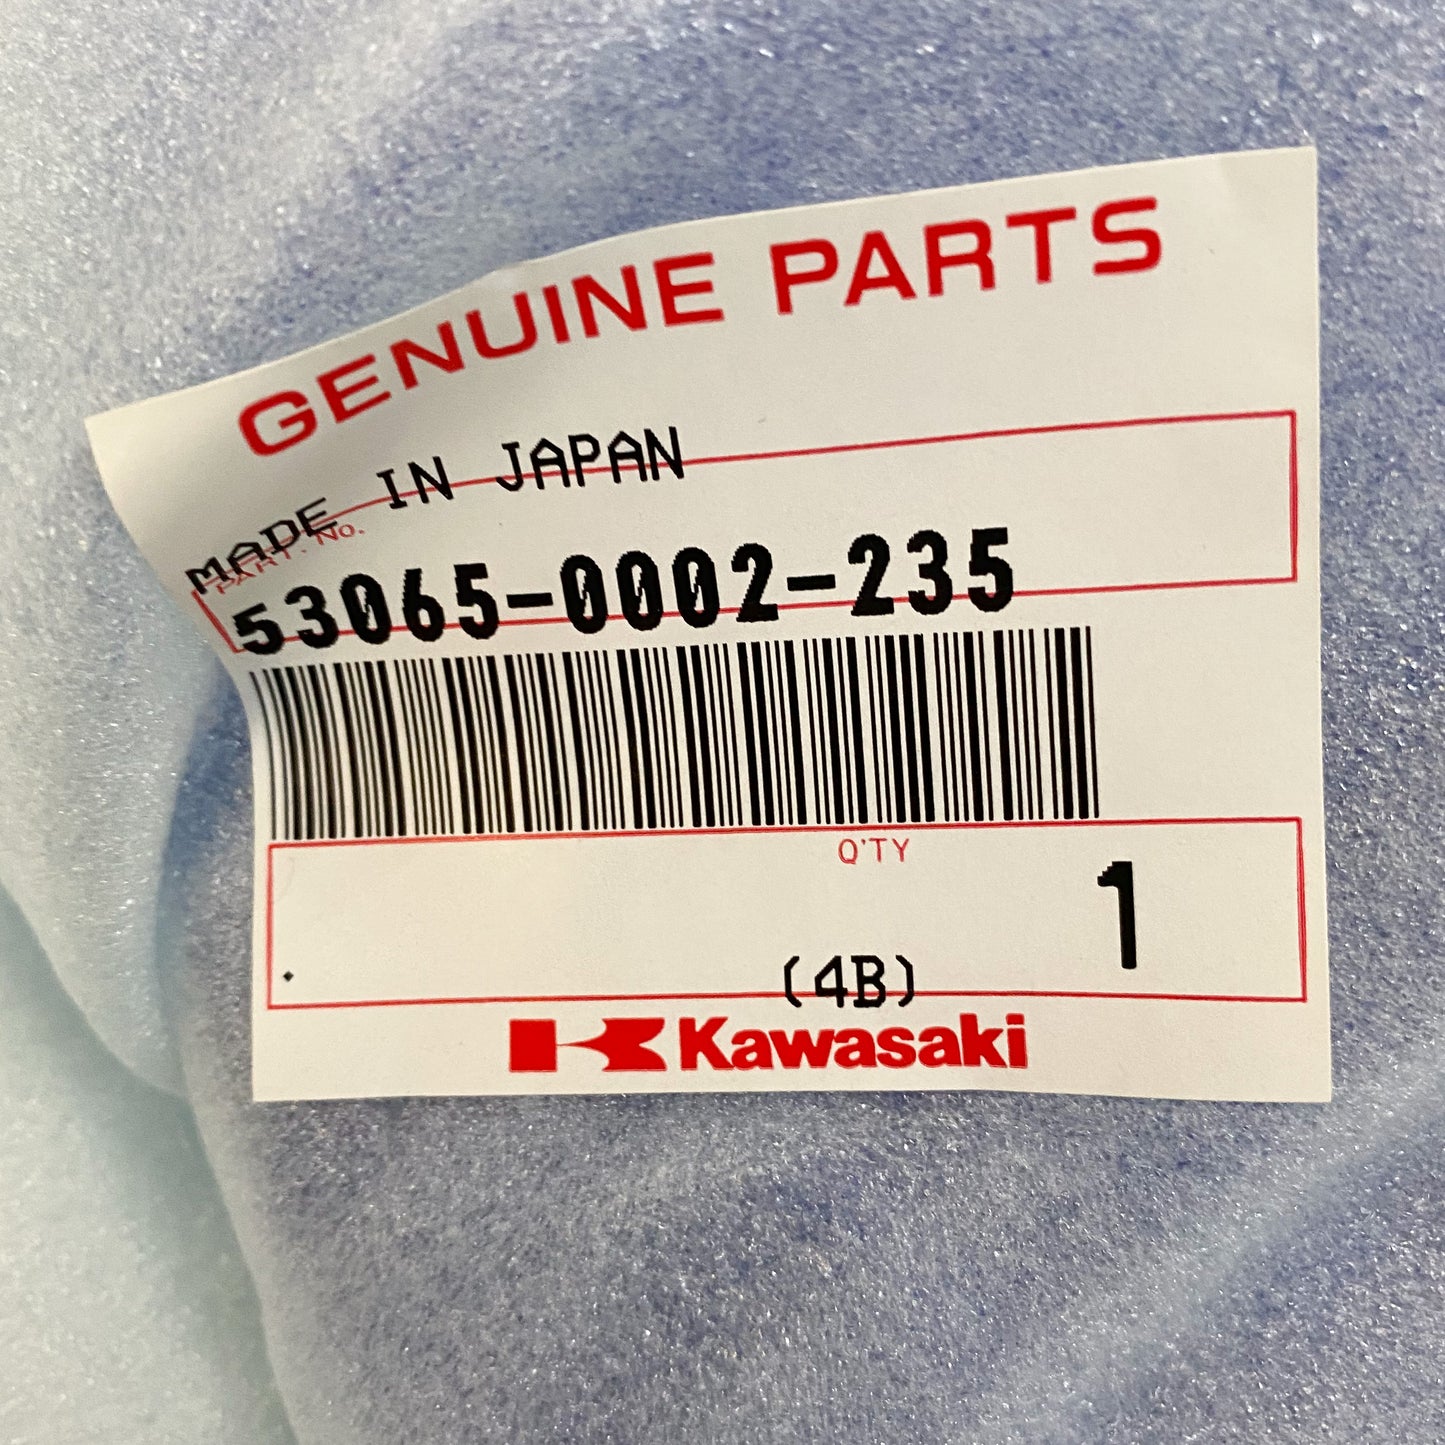 GENUINE PARTS
MADE IN JAPAN
PART. No.
53065-0002-235
Q'TY
1
(4B)
Kawasaki